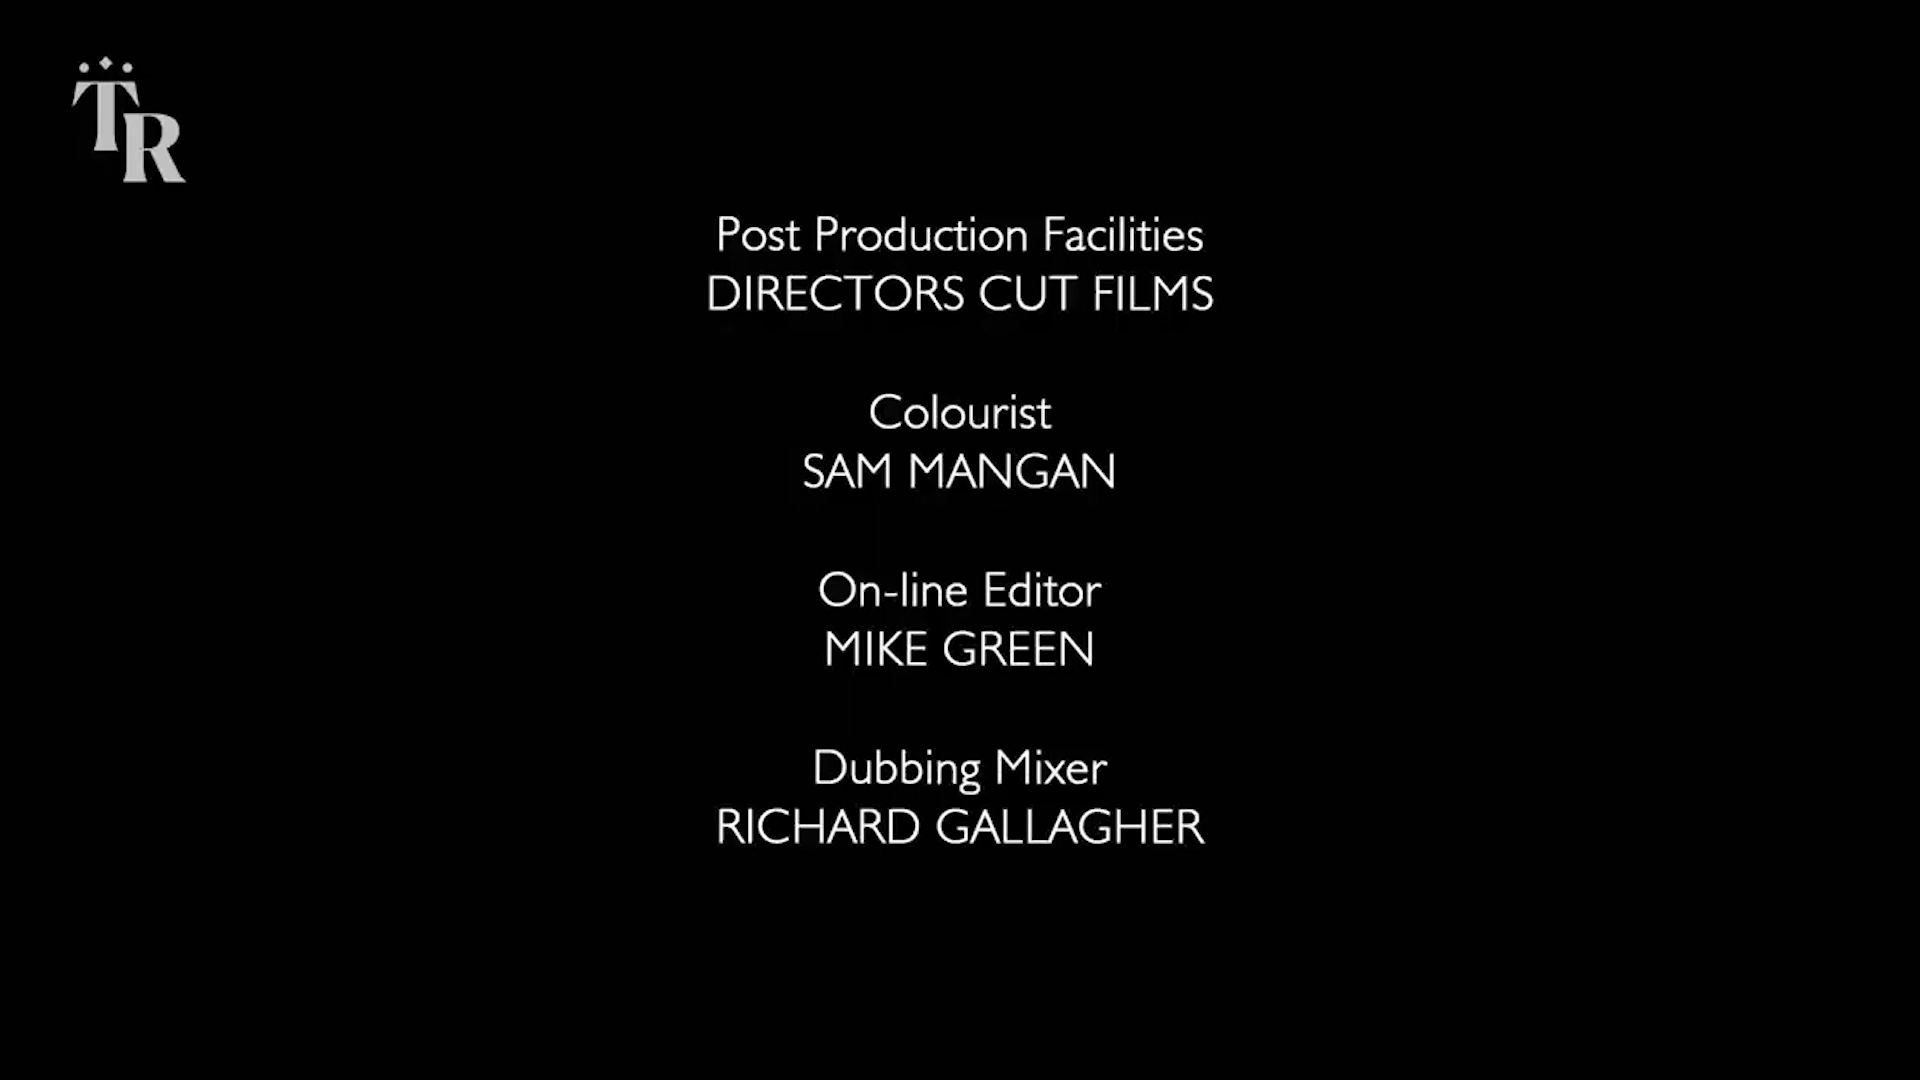 TR
Post Production Facilities
DIRECTORS CUT FILMS
Colourist
SAM MANGAN
On-line Editor
MIKE GREEN
Dubbing Mixer
RICHARD GALLAGHER